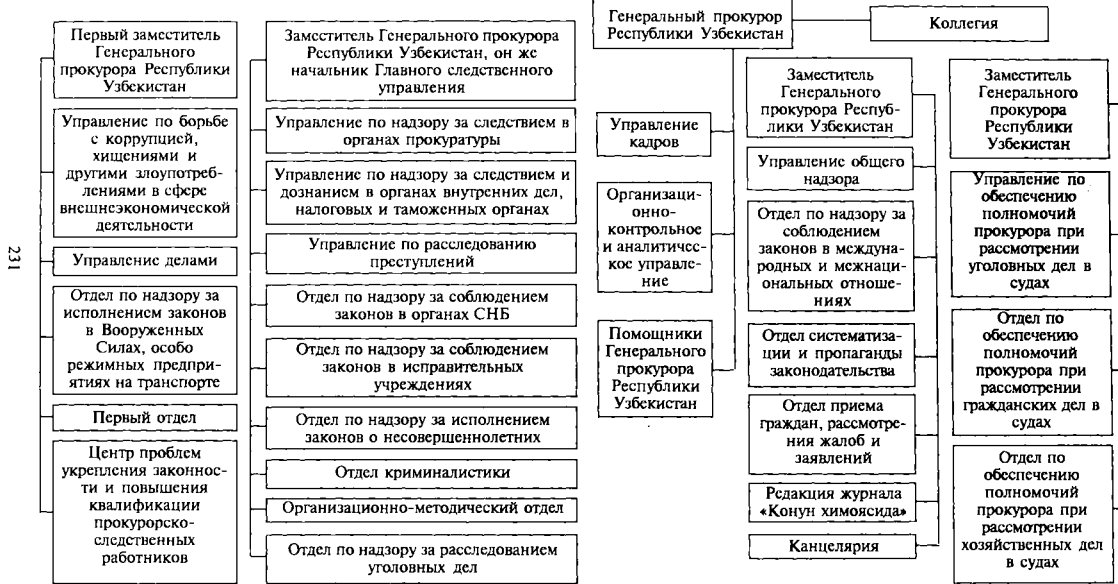 Генеральный прокурор
Республики Узбекистан
Коллегия
Первый заместитель
Генерального
прокурора Республики
Узбекистан
Управление по борьбе
с коррупцией,
хищениями и
другими злоупотреб-
лениями в сфере
внешнеэкономической
деятельности
Управление делами
Отдел по надзору за
исполнением законов
в Вооруженных
Силах, особо
режимных предпри-
ятиях на транспорте
Первый отдел
Центр проблем
укрепления законнос-
ти и повышения
квалификации
прокурорско-
следственных
работников
Заместитель Генерального прокурора
Республики Узбекистан, он же
начальник Главного следственного
управления
Управление по надзору за следствием в
органах прокуратуры
Управление по надзору за следствием и
дознанием в органах внутренних дел,
налоговых и таможенных органах
Управление по расследованию
преступлений
Отдел по надзору за соблюдением
законов в органах СНБ
Отдел по надзору за соблюдением
законов в исправительных
учреждениях
Отдел по надзору за исполнением
законов о несовершеннолетних
Отдел криминалистики
Организационно-методический отдел
Отдел по надзору за расследованием
уголовных дел
Управление
кадров
Организаци-
онно-
контрольное
и аналитичес-
кое управле-
ние
Помощники
Генерального
прокурора
Республики
Узбекистан
Заместитель
Генерального
прокурора Респуб-
лики Узбекистан
Управление общего
надзора
Отдел по надзору за
соблюдением
законов в междуна-
родных и межнаци-
ональных отноше-
ниях
Отдел систематиза-
ции и пропаганды
законодательства
Отдел приема
граждан, рассмотре-
ния жалоб и
заявлений
Редакция журнала
«Конун химоясида»
Канцелярия
Заместитель
Генерального
прокурора
Республики
Узбекистан
Управление по
обеспечению
полномочий
прокурора при
рассмотрении
уголовных дел в
судах
Отдел по
обеспечению
полномочий
прокурора при
рассмотрении
гражданских дел в
судах
Отдел по
обеспечению
полномочий
прокурора при
рассмотрении
хозяйственных дел
в судах
231